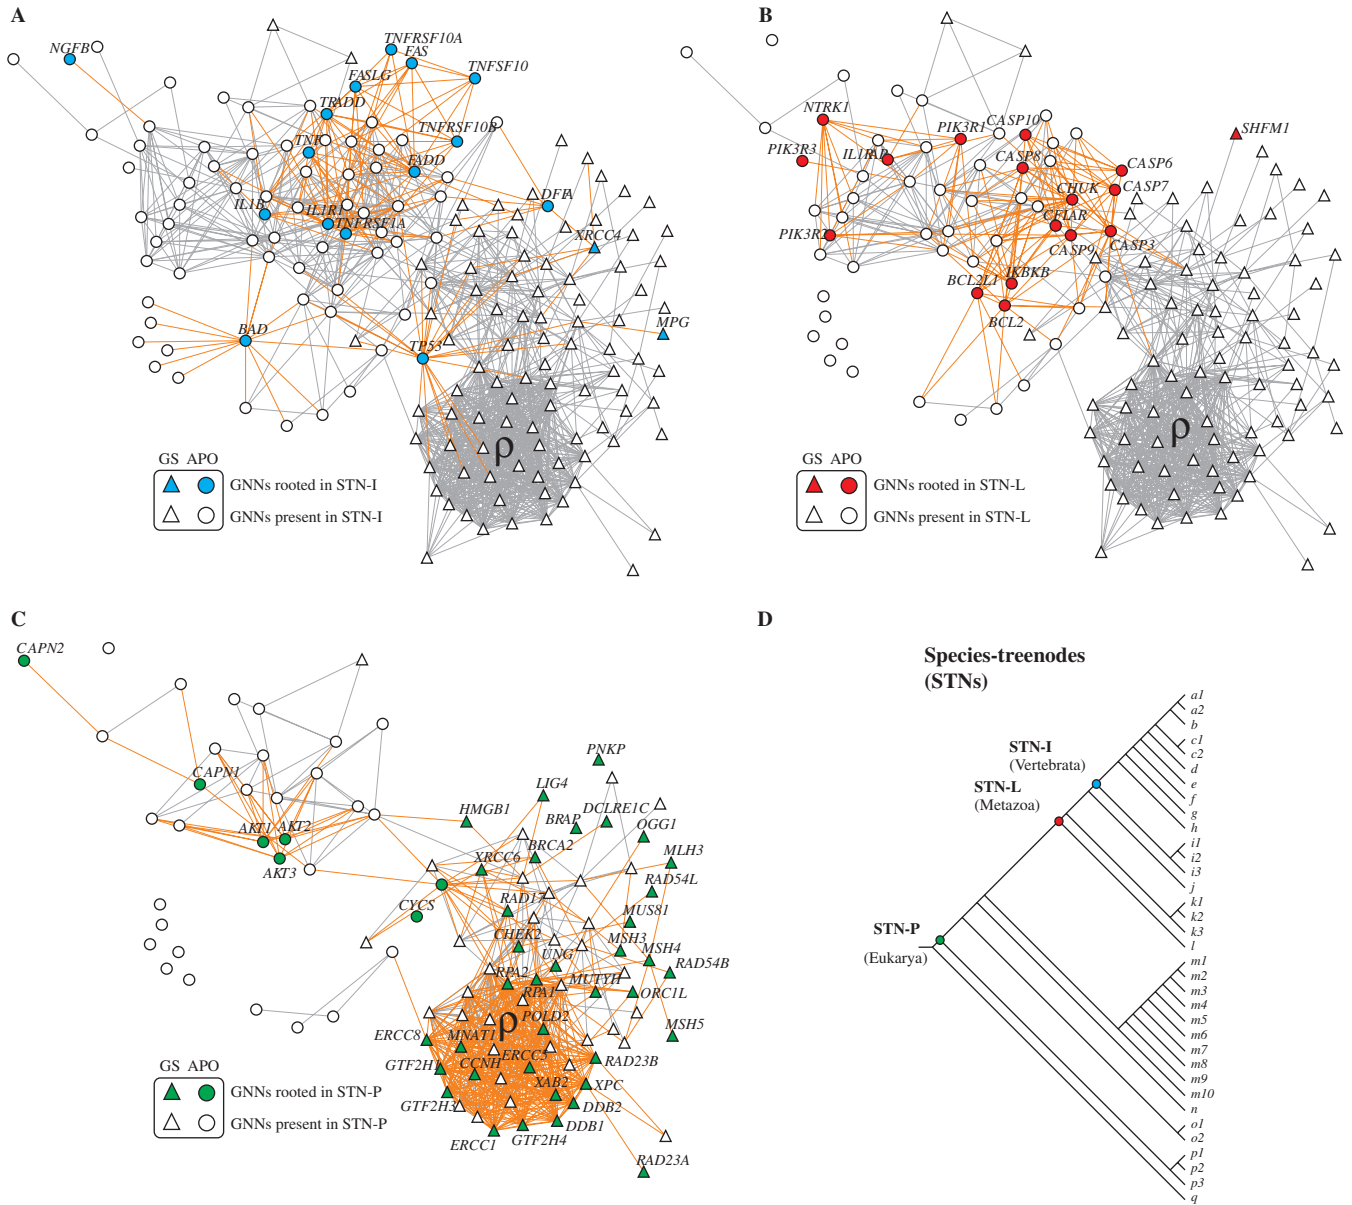 A
NGFB
TNFRSF10A
FAS
TNFSF10
FASLG
TRADD
TNFRSF10B
TNF
FADD
DFFA
IL1B
IL1R1
TNFRSF1A
XRCC4
BAD
TP53
MPG
ρ
GS APO
GNNs rooted in STN-I
GNNs present in STN-I
B
NTRK1
PIK3R1
CASP10
SHFM1
PIK3R3
IL1RAP
CASP8
CASP6
CASP7
CHUK
CFLAR
PIK3R2
CASP9
CASP3
BCL2L1
IKBKB
BCL2
ρ
GS APO
GNNs rooted in STN-L
GNNs present in STN-L
C
CAPN2
CAPN1
AKT1
AKT2
AKT3
PNKP
LIG4
HMGB1
DCLRE1C
BRAP
OGG1
BRCA2
MLH3
XRCC6
RAD54L
CYCS
RAD17
MUS81
CHEK2
MSH3
MSH4
UNG
RAD54B
RPA2
MUTYH
RPA1
ORC1L
ρ
POLD2
MSH5
ERCC8
MNAT1
ERCC5
RAD23B
GTF2H1
CCNH
XAB2
XPC
GTF2H3
DDB2
DDB1
ERCC1
GTF2H4
RAD23A
GS APO
GNNs rooted in STN-P
GNNs present in STN-P
D
Species-treenodes
(STNs)
STN-I
(Vertebrata)
STN-L
(Metazoa)
STN-P
(Eukarya)
a1
a2
b
c1
c2
d
e
f
g
h
i1
i2
i3
j
k1
k2
k3
l
m1
m2
m3
m4
m5
m6
m7
m8
m9
m10
n
o1
o2
p1
p2
p3
q